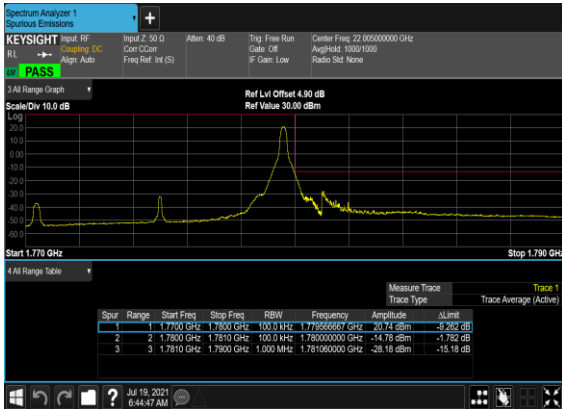 Spectrum Analyzer 1
Spurious Emissions
+
KEYSIGHT Input: RF Input Z: 50 Ω Atten: 40 dB Trig: Free Run Center Freq: 22.005000000 GHz
RL Coupling: DC Corr CCorr Gate: Off Avg|Hold: 1000/1000
Align: Auto Freq Ref: Int (S) IF Gain: Low Radio Std: None
PASS
3 All Range Graph
Ref Lvl Offset 4.90 dB
Scale/Div 10.0 dB Ref Value 30.00 dBm
Log
20.0
10.0
0.00
-10.0
-20.0
-30.0
-40.0
-50.0
-60.0
Start 1.770 GHz Stop 1.790 GHz
4 All Range Table
Measure Trace Trace 1
Trace Type Trace Average (Active)
Spur Range Start Freq Stop Freq RBW Frequency Amplitude ΔLimit
1 1 1.7700 GHz 1.7800 GHz 100.0 kHz 1.779566667 GHz 20.74 dBm -9.262 dB
2 2 1.7800 GHz 1.7810 GHz 100.0 kHz 1.780000000 GHz -14.78 dBm -1.782 dB
3 3 1.7810 GHz 1.7900 GHz 1.000 MHz 1.781060000 GHz -28.18 dBm -15.18 dB
? Jul 19, 2021
6:44:47 AM